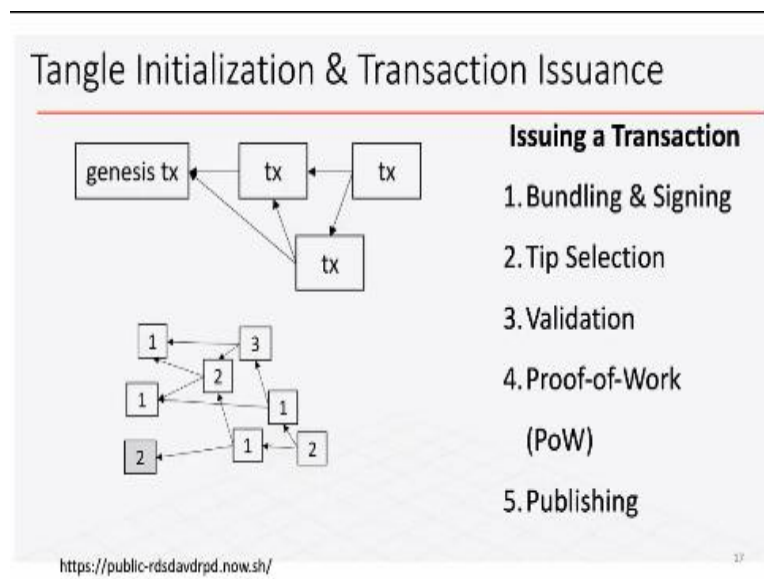 Tangle Initialization & Transaction Issuance
genesis tx
tx
tx
tx
Issuing a Transaction
1. Bundling & Signing
2. Tip Selection
3. Validation
4. Proof-of-Work
(PoW)
5. Publishing
1
3
2
1
1
2
1
2
https://public-rdsdavdrpd.now.sh/
17